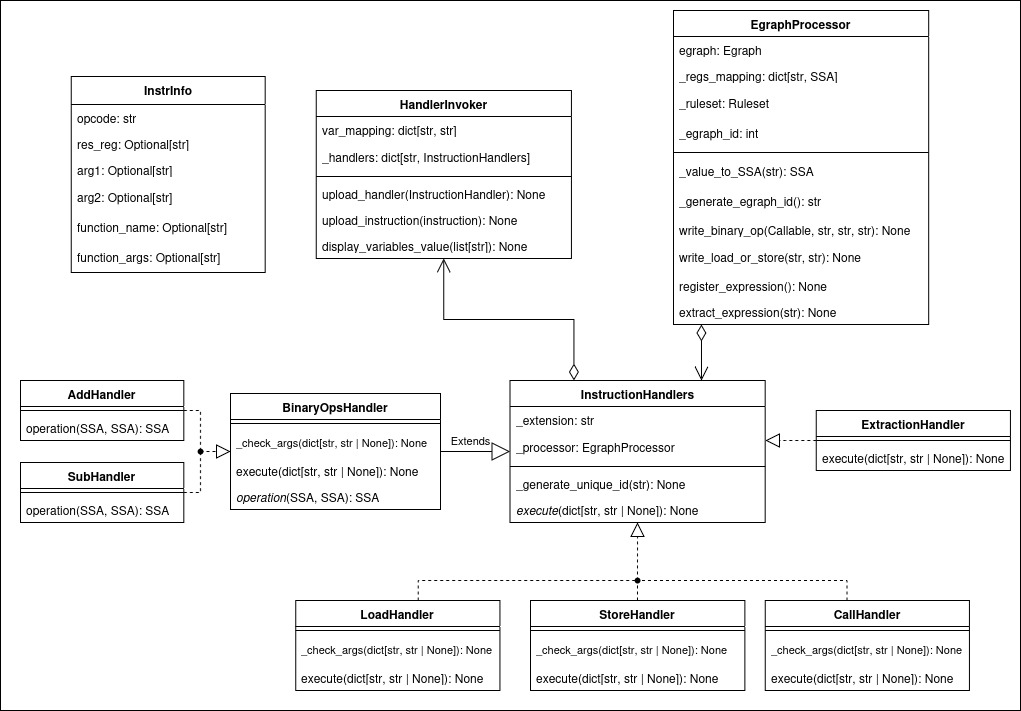 EgraphProcessor
egraph: Egraph
_regs_mapping: dict[str, SSA]
_ruleset: Ruleset
_egraph_id: int
_value_to_SSA(str): SSA
_generate_egraph_id(): str
write_binary_op(Callable, str, str, str): None
write_load_or_store(str, str): None
register_expression(): None
extract_expression(str): None
InstrInfo
opcode: str
res_reg: Optional[str]
arg1: Optional[str]
arg2: Optional[str]
function_name: Optional[str]
function_args: Optional[str]
HandlerInvoker
var_mapping: dict[str, str]
_handlers: dict[str, InstructionHandlers]
upload_handler(InstructionHandler): None
upload_instruction(instruction): None
display_variables_value(list[str]): None
AddHandler
operation(SSA, SSA): SSA
SubHandler
operation(SSA, SSA): SSA
BinaryOpsHandler
_check_args(dict[str, str | None]): None
execute(dict[str, str | None]): None
operation(SSA, SSA): SSA
Extends
InstructionHandlers
_extension: str
_processor: EgraphProcessor
_generate_unique_id(str): None
execute(dict[str, str | None]): None
ExtractionHandler
execute(dict[str, str | None]): None
LoadHandler
_check_args(dict[str, str | None]): None
execute(dict[str, str | None]): None
StoreHandler
_check_args(dict[str, str | None]): None
execute(dict[str, str | None]): None
CallHandler
_check_args(dict[str, str | None]): None
execute(dict[str, str | None]): None